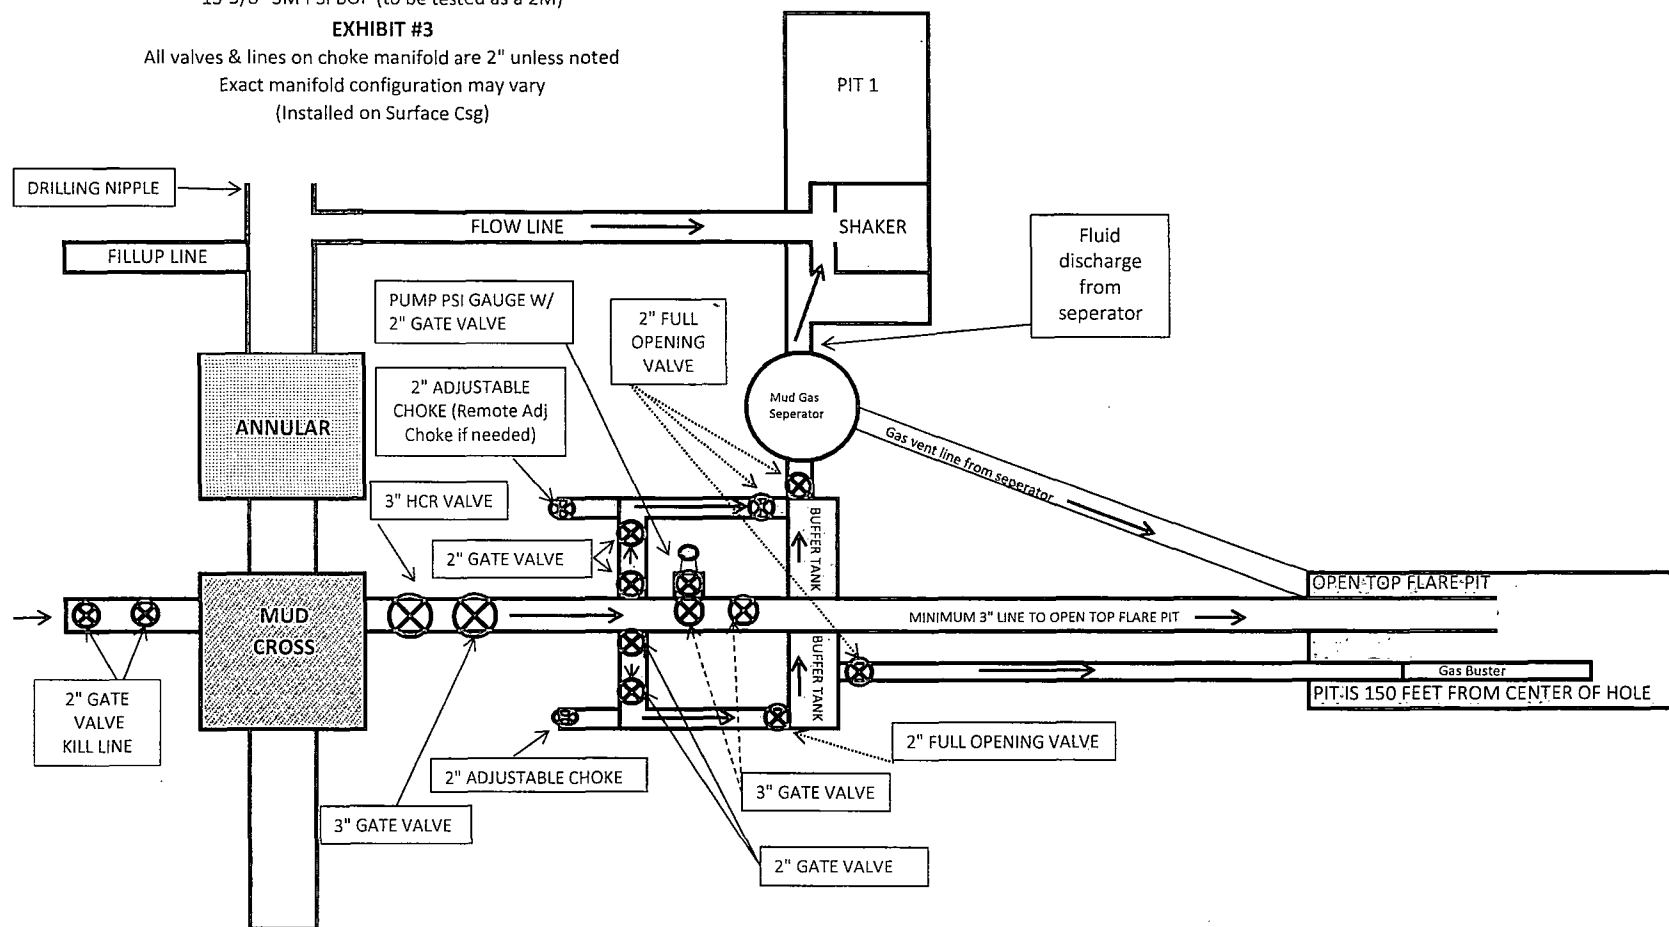 EXHIBIT #3
All valves & lines on choke manifold are 2" unless noted
Exact manifold configuration may vary
(Installed on Surface Csg)
PIT 1
DRILLING NIPPLE
FLOW LINE
SHAKER
FILLUP LINE
Fluid
discharge
from
seperator
PUMP PSI GAUGE W/
2" GATE VALVE
2" FULL
OPENING
VALVE
2" ADJUSTABLE
CHOKE (Remote Adj
Choke if needed)
Mud Gas
Seperator
ANNULAR
Gas vent line from seperator
3" HCR VALVE
2" GATE VALVE
BUFFER TANK
OPEN TOP FLARE PIT
MUD
CROSS
MINIMUM 3" LINE TO OPEN TOP FLARE PIT
BUFFER TANK
Gas Buster
PIT IS 150 FEET FROM CENTER OF HOLE
2" GATE
VALVE
KILL LINE
2" FULL OPENING VALVE
2" ADJUSTABLE CHOKE
3" GATE VALVE
3" GATE VALVE
2" GATE VALVE